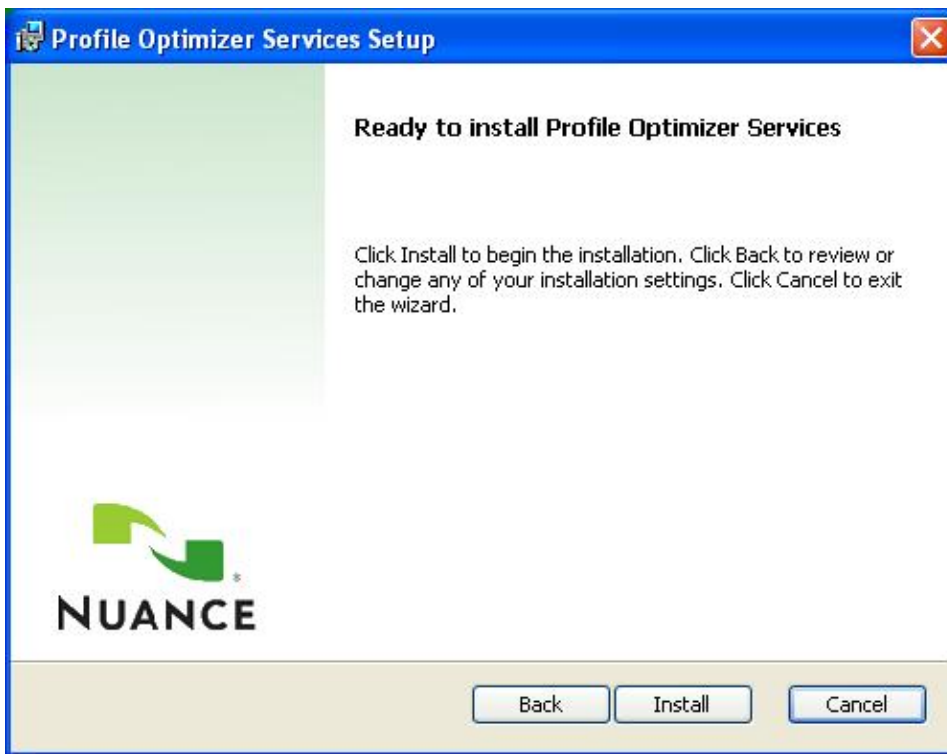 Profile Optimizer Services Setup
Ready to install Profile Optimizer Services
Click Install to begin the installation. Click Back to review or
change any of your installation settings. Click Cancel to exit
the wizard.
NUANCE
Back Install Cancel